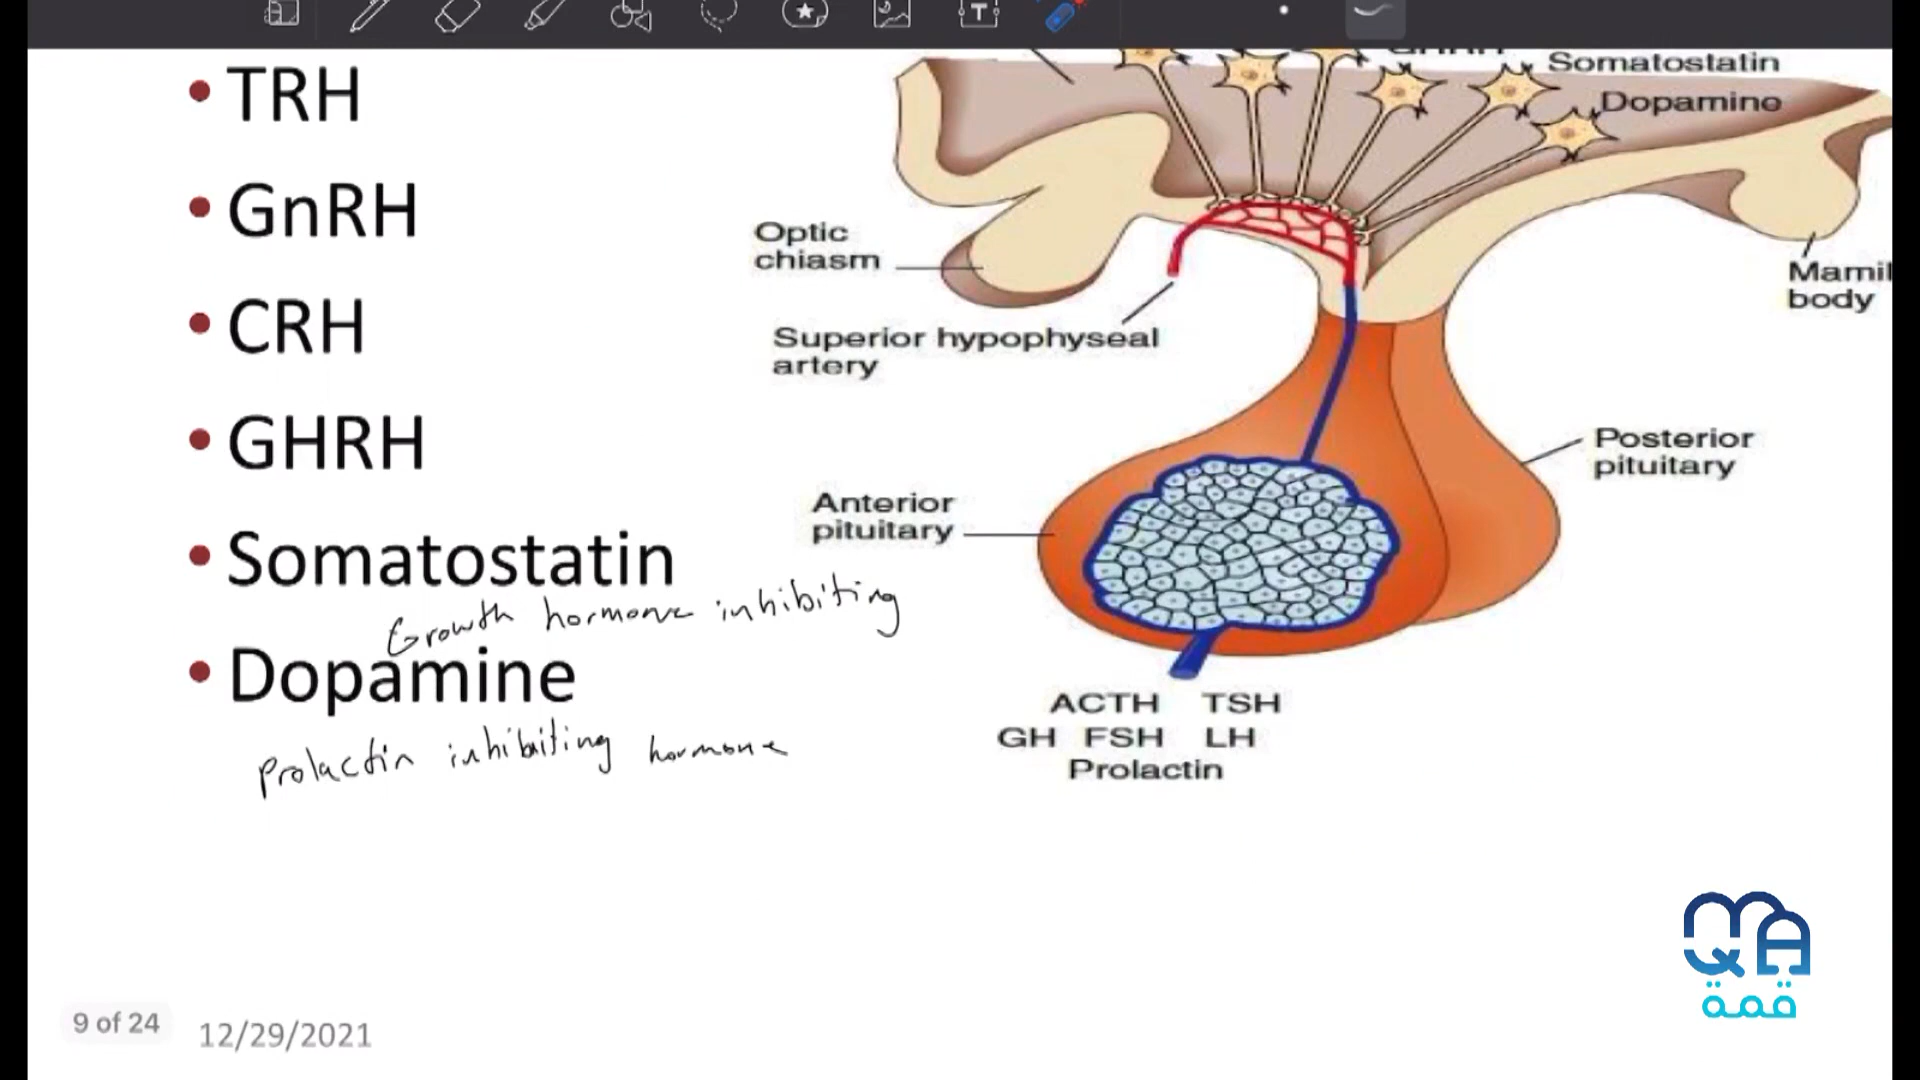 • TRH
• GnRH
• CRH
• GHRH
• Somatostatin
Growth hormone inhibiting
• Dopamine
Prolactin inhibiting hormone
Somatostatin
Dopamine
Optic
chiasm
Superior hypophyseal
artery
Mamil
body
Posterior
pituitary
Anterior
pituitary
ACTH TSH
GH FSH LH
Prolactin
QMA
قمة
9 of 24
12/29/2021